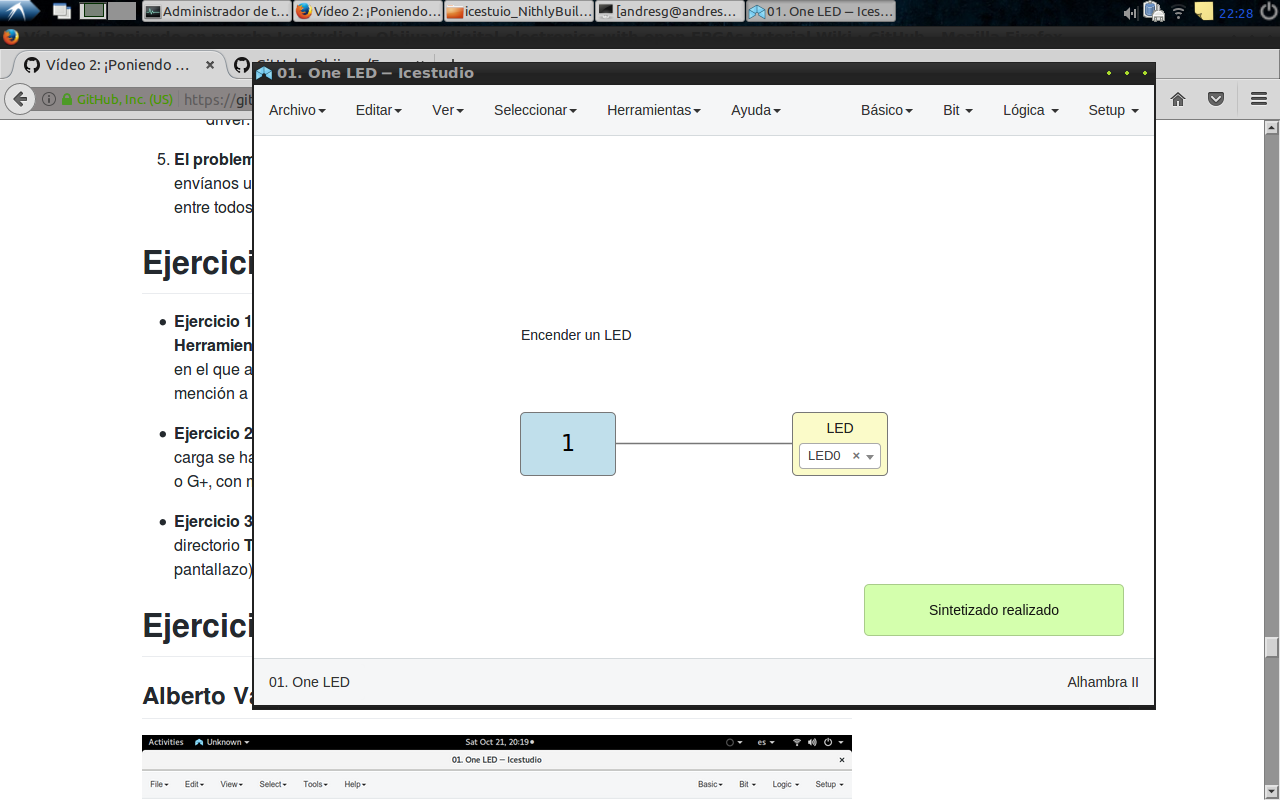 Administrador de t...
Vídeo 2: ¡Poniendo...
icestuio_NithlyBuil...
[andresg@andres...
01. One LED — Ices...
22:28
Vídeo 2: ¡Poniendo ...
01. One LED — Icestudio
GitHub, Inc. (US)
https://git
Archivo
Editar
Ver
Seleccionar
Herramientas
Ayuda
Básico
Bit
Lógica
Setup
driver.
5. El problem
envíanos u
entre todos
Ejercici
Ejercicio 1
Herramien
en el que a
mención a
Ejercicio 2
carga se ha
o G+, con m
Ejercicio 3
directorio T
pantallazo)
Ejercici
Alberto Va
Encender un LED
1
LED
LED0
Sintetizado realizado
01. One LED
Alhambra II
Activities
Unknown
Sat Oct 21, 20:19
es
01. One LED — Icestudio
File
Edit
View
Select
Tools
Help
Basic
Bit
Logic
Setup